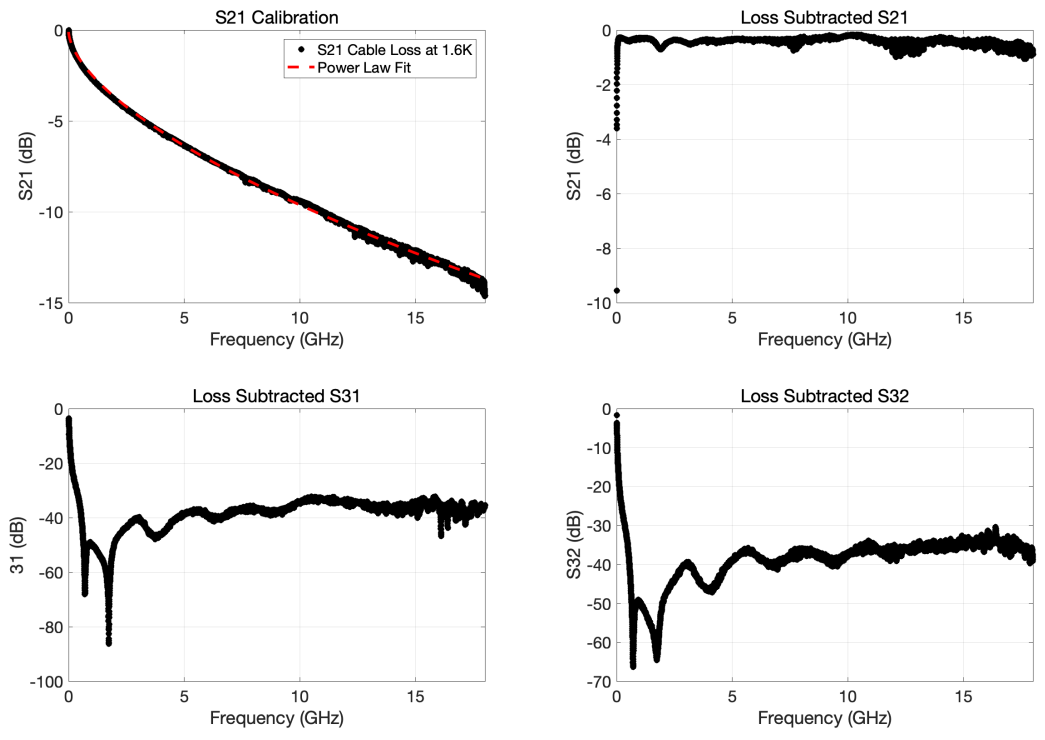 S21 Calibration
0
-5
-10
-15
S21 (dB)
S21 Cable Loss at 1.6K
Power Law Fit
0 5 10 15
Frequency (GHz)
Loss Subtracted S21
0
-2
-4
-6
-8
-10
S21 (dB)
0 5 10 15
Frequency (GHz)
Loss Subtracted S31
0
-20
-40
-60
-80
-100
31 (dB)
0 5 10 15
Frequency (GHz)
Loss Subtracted S32
0
-10
-20
-30
-40
-50
-60
-70
S32 (dB)
0 5 10 15
Frequency (GHz)